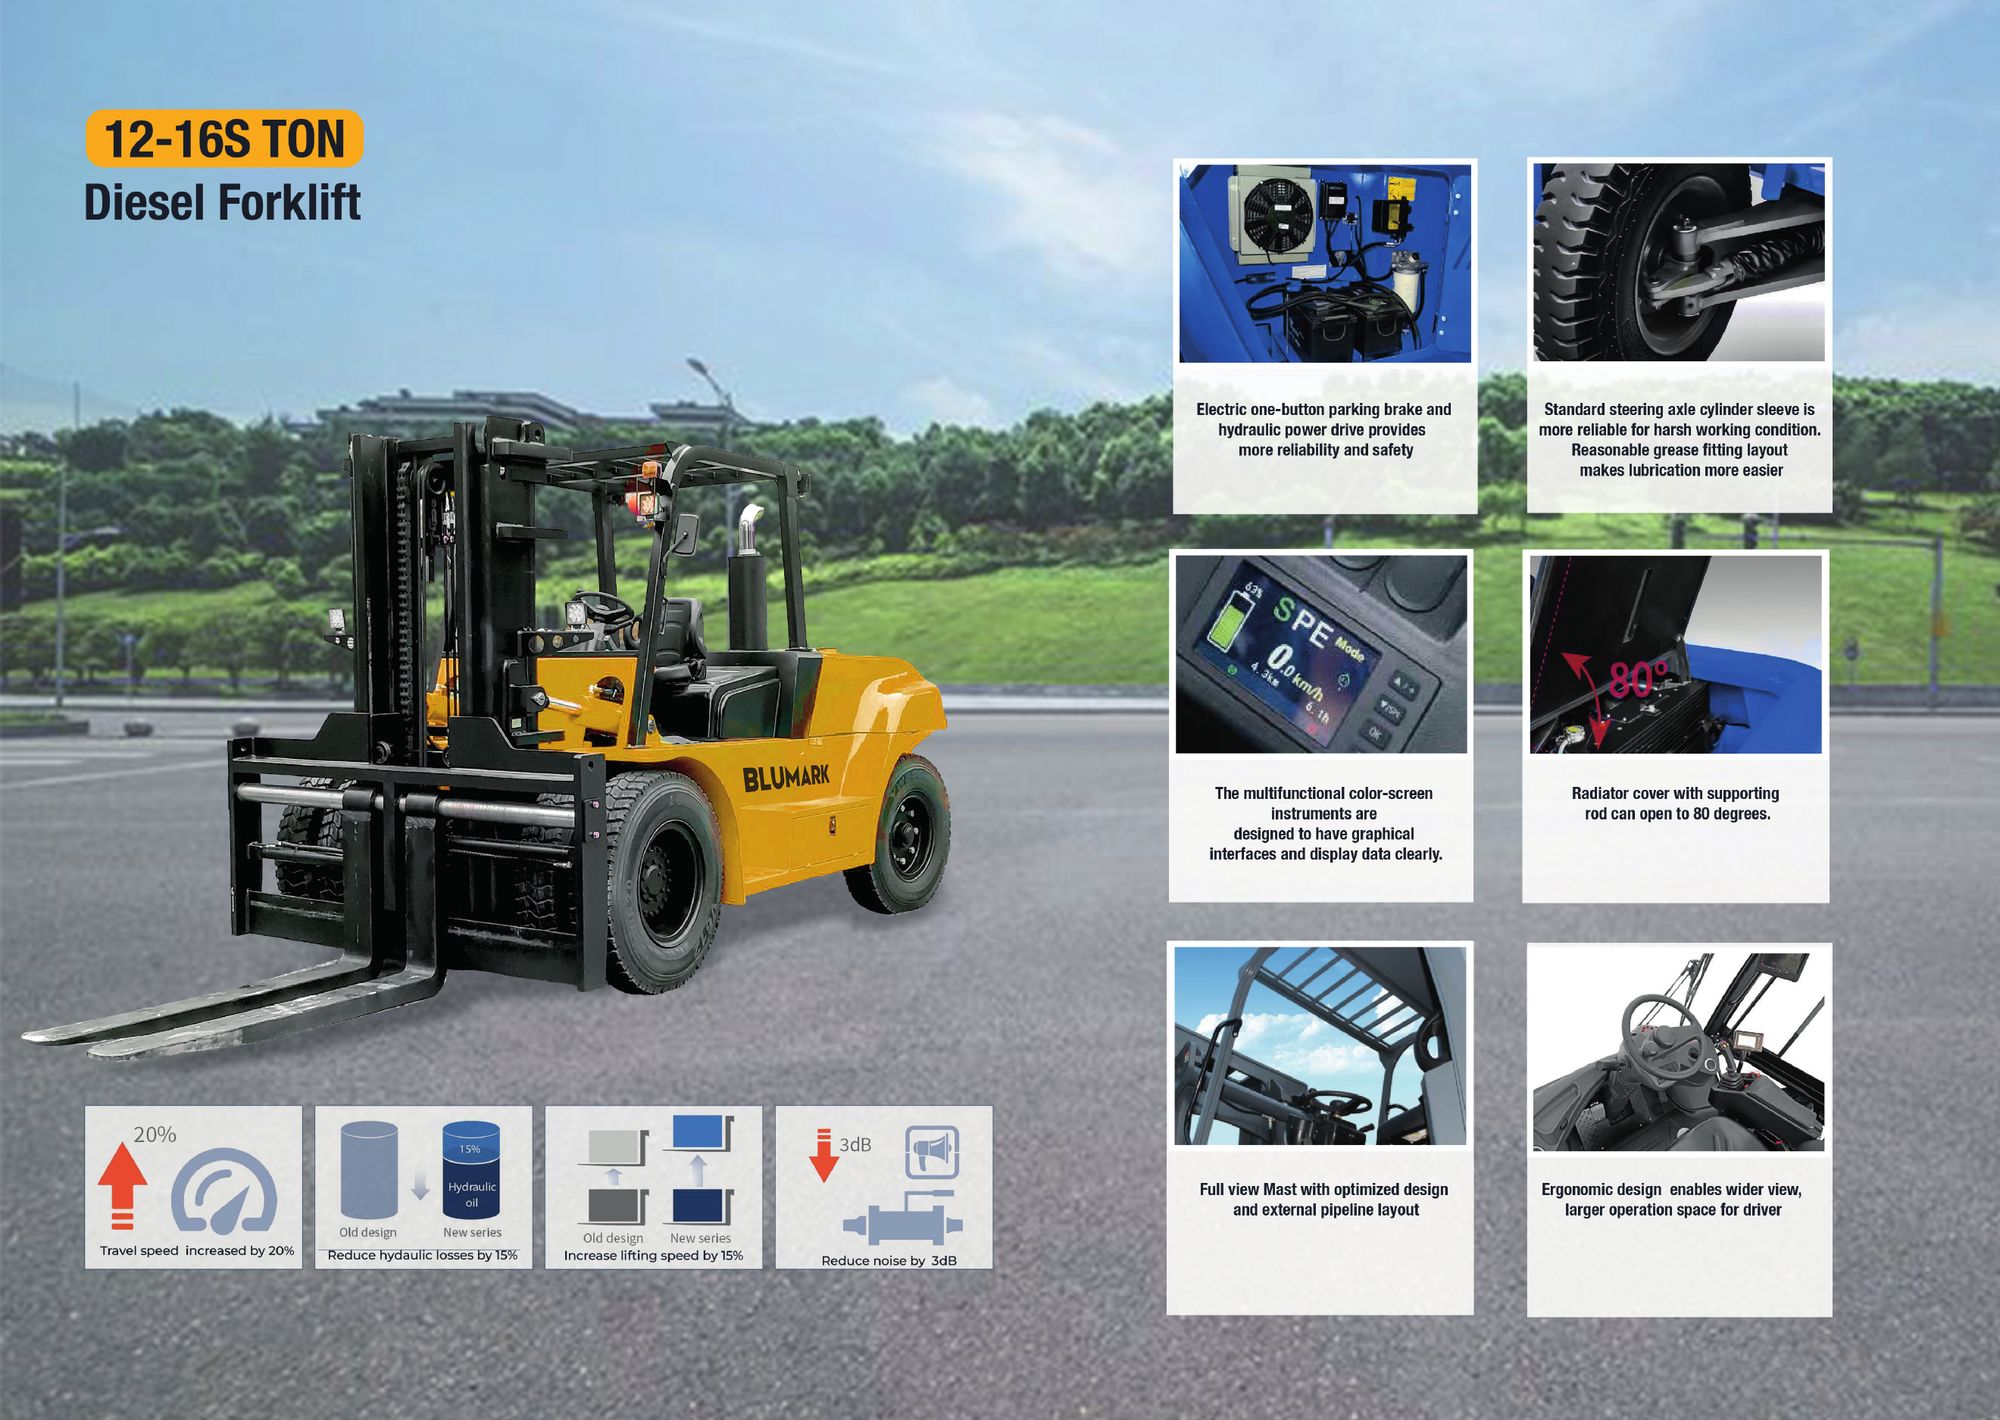 12-16S TON
Diesel Forklift
BLUMARK
20%
Travel speed increased by 20%
15%
Hydraulic
oil
Old design
New series
Reduce hydaulic losses by 15%
Old design
New series
Increase lifting speed by 15%
3dB
Reduce noise by 3dB
Electric one-button parking brake and
hydraulic power drive provides
more reliability and safety
Standard steering axle cylinder sleeve is
more reliable for harsh working condition.
Reasonable grease fitting layout
makes lubrication more easier
63%
SPE Mode
0.0 km/h
4.3km
6.1h
OK
The multifunctional color-screen
instruments are
designed to have graphical
interfaces and display data clearly.
80°
Radiator cover with supporting
rod can open to 80 degrees.
Full view Mast with optimized design
and external pipeline layout
Ergonomic design enables wider view,
larger operation space for driver